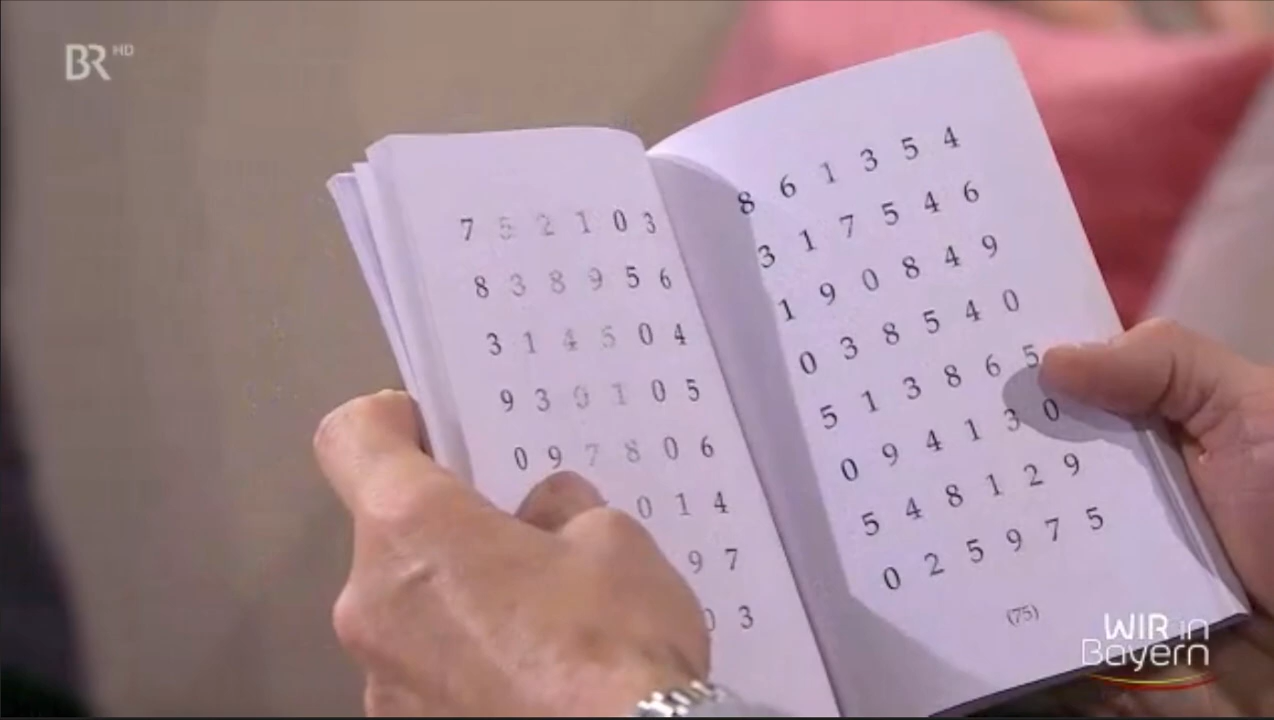 BR HD
7 5 2 1 0 3
8 3 8 9 5 6
3 1 4 5 0 4
9 3 0 1 0 5
0 9 7 8 0 6
0 1 4
9 7
0 3
8 6 1 3 5 4
3 1 7 5 4 6
1 9 0 8 4 9
0 3 8 5 4 0
5 1 3 8 6 5
0 9 4 1 3 0
5 4 8 1 2 9
0 2 5 9 7 5
(75)
WIR in
Bayern